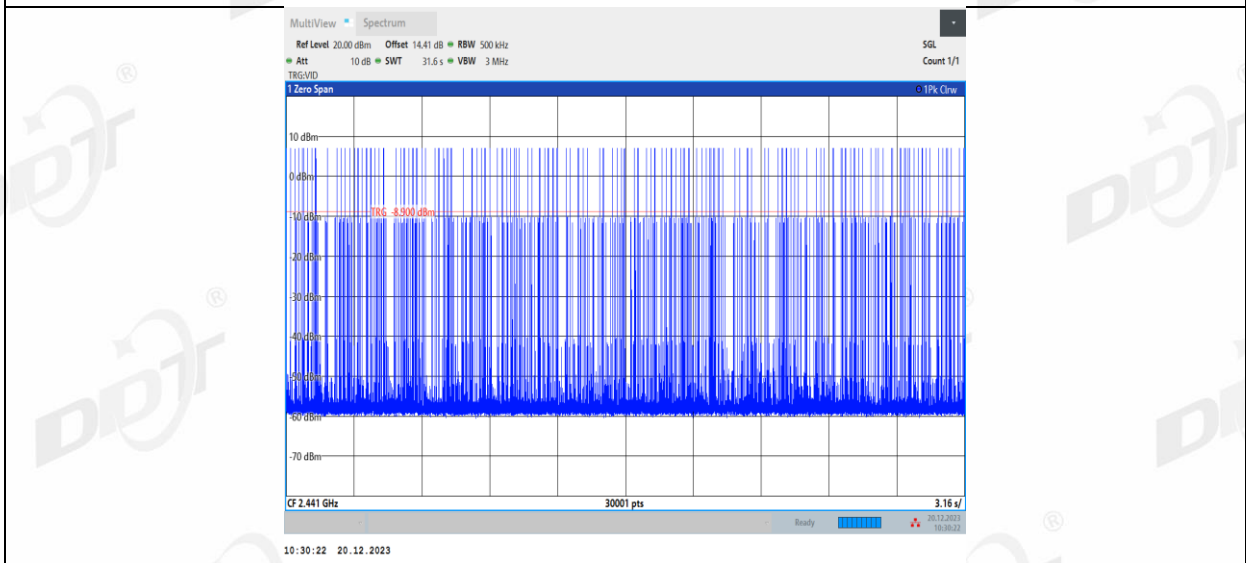 MultiView Spectrum
Ref Level 20.00 dBm Offset 14.41 dB RBW 500 kHz SGL
Att 10 dB SWT 31.6 s VBW 3 MHz Count 1/1
TRG:VID
1 Zero Span 1Pk Clrw
10 dBm
0 dBm
TRG -8.900 dBm
-10 dBm
-20 dBm
-30 dBm
-40 dBm
-50 dBm
-60 dBm
-70 dBm
CF 2.441 GHz 30001 pts 3.16 s/
Ready 20.12.2023
10:30:22
10:30:22 20.12.2023
DDT
®
DDT
®
DDT
®
DDT
®